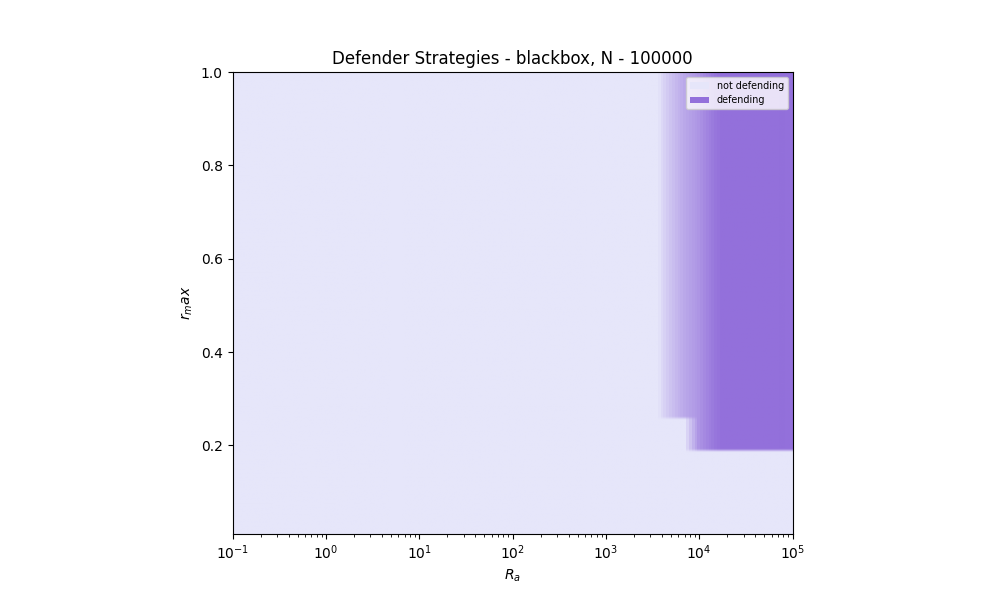 Defender Strategies - blackbox, N - 100000
not defending
defending
1.0
0.8
0.6
0.4
0.2
r_max
10^-1 10^0 10^1 10^2 10^3 10^4 10^5
R_a